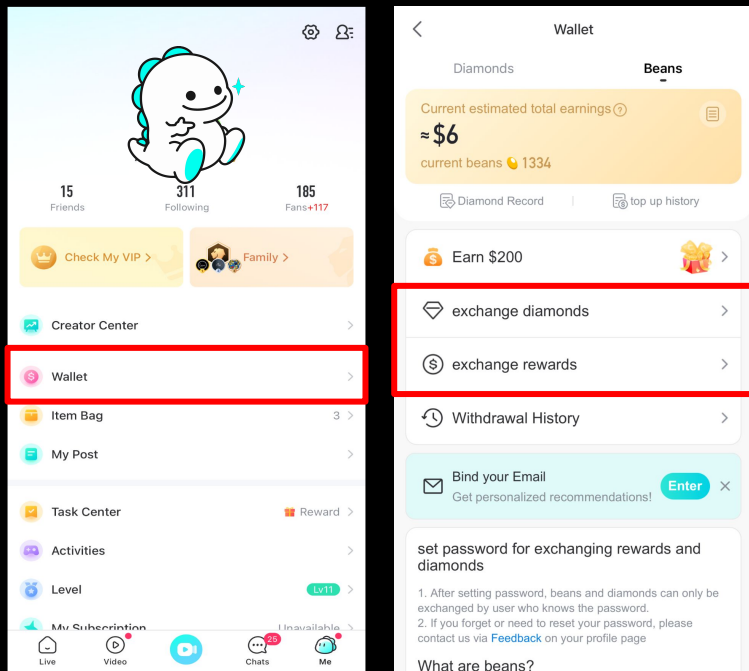 15
Friends
311
Following
185
Fans+117
Check My VIP >
Family >
Creator Center
Wallet
Item Bag 3
My Post
Task Center Reward
Activities
Level Lv11
My Subscription Unavailable
Live
Video
25
Chats
Me
Wallet
Diamonds Beans
Current estimated total earnings ?
≈$6
current beans 1334
Diamond Record top up history
Earn $200
exchange diamonds
exchange rewards
Withdrawal History
Bind your Email
Get personalized recommendations!
Enter
set password for exchanging rewards and
diamonds
1. After setting password, beans and diamonds can only be
exchanged by user who knows the password.
2. If you forget or need to reset your password, please
contact us via Feedback on your profile page
What are beans?